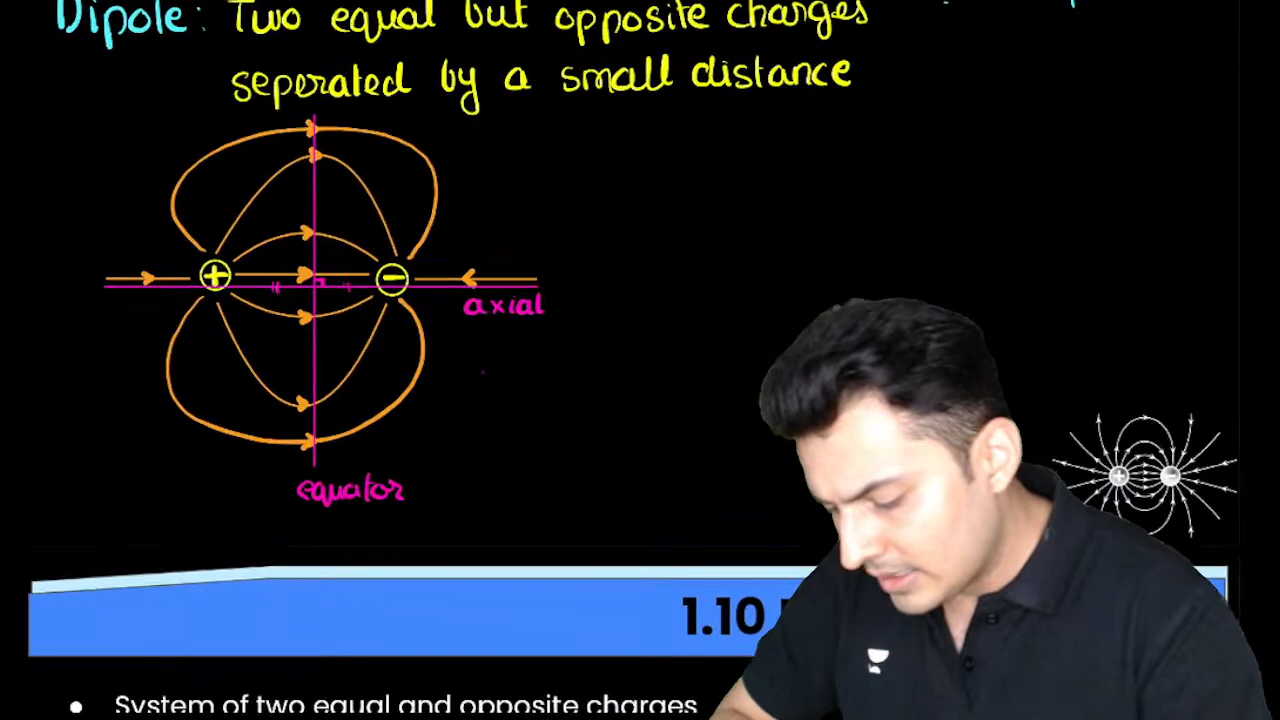 Dipole: Two equal but opposite charges
seperated by a small distance
+
−
axial
equator
+
−
1.10
System of two equal and opposite charges